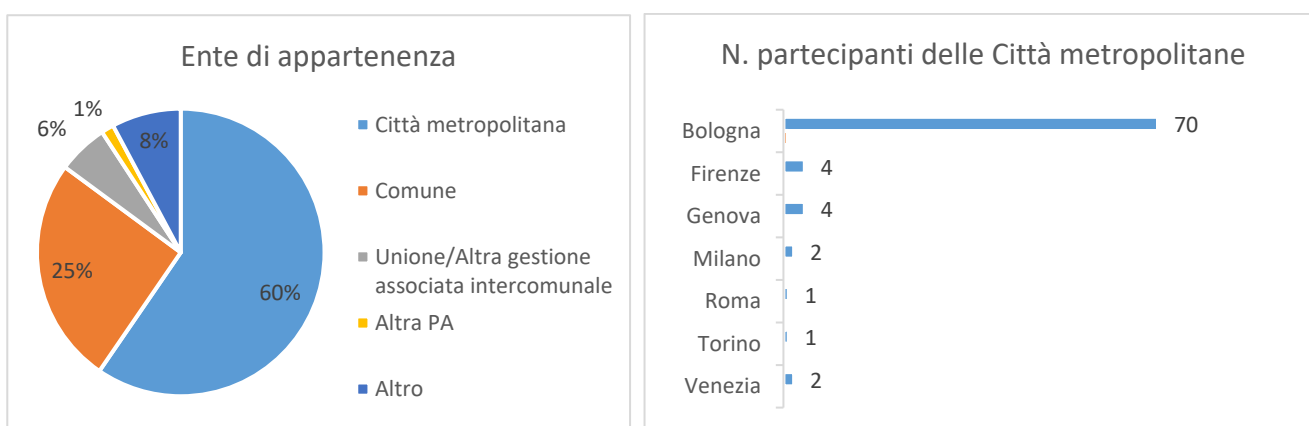 Ente di appartenenza
1%
6%
8%
25%
60%
Città metropolitana
Comune
Unione/Altra gestione
associata intercomunale
Altra PA
Altro
N. partecipanti delle Città metropolitane
Bologna 70
Firenze 4
Genova 4
Milano 2
Roma 1
Torino 1
Venezia 2